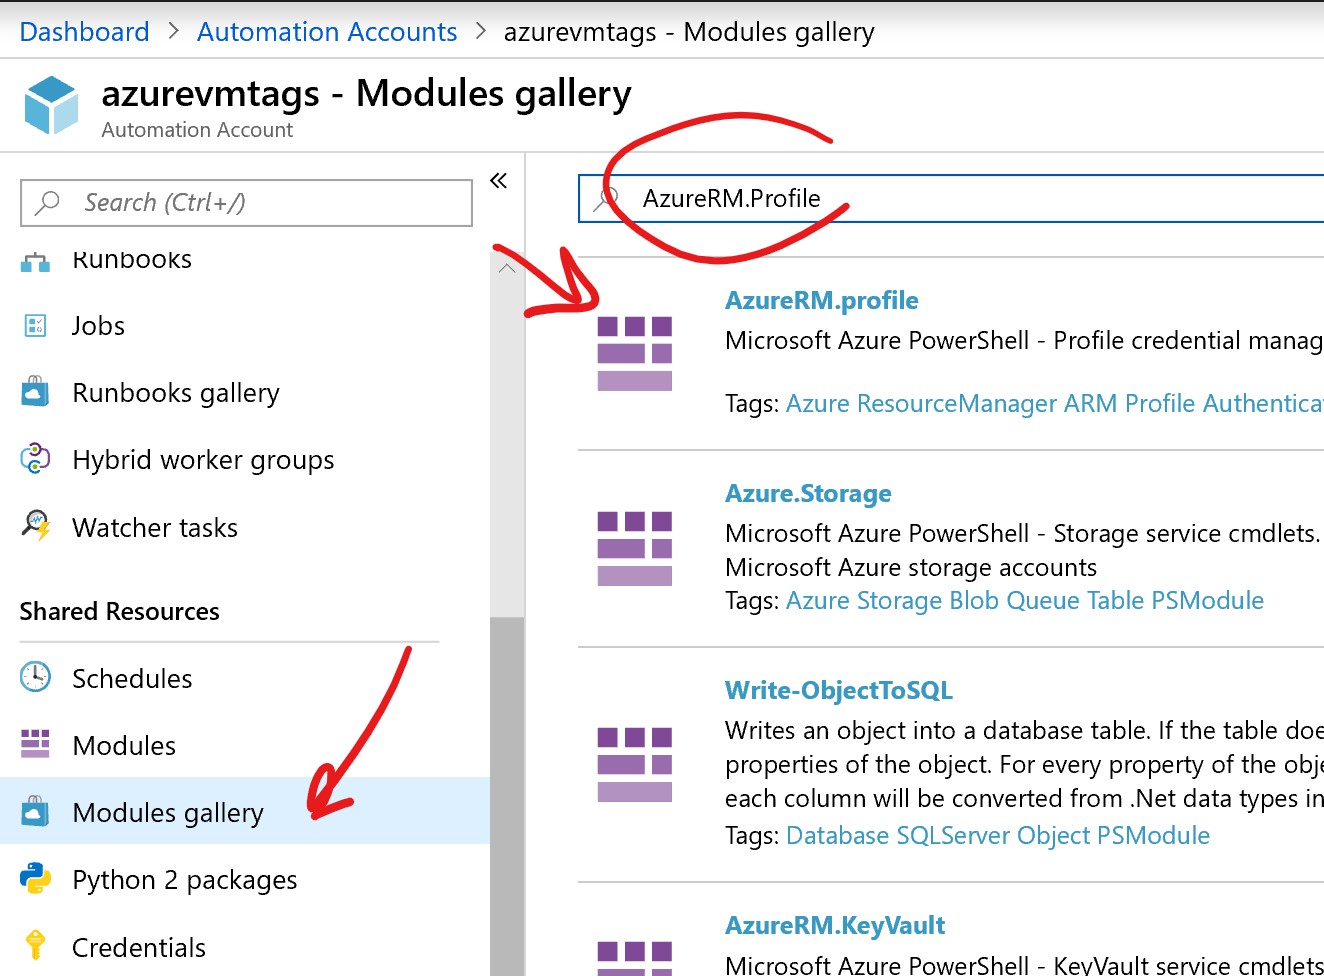 Dashboard > Automation Accounts > azurevmtags - Modules gallery
azurevmtags - Modules gallery
Automation Account
Search (Ctrl+/)
«
Runbooks
Jobs
Runbooks gallery
Hybrid worker groups
Watcher tasks
Shared Resources
Schedules
Modules
Modules gallery
Python 2 packages
Credentials
AzureRM.Profile
AzureRM.profile
Microsoft Azure PowerShell - Profile credential manag
Tags: Azure ResourceManager ARM Profile Authentica
Azure.Storage
Microsoft Azure PowerShell - Storage service cmdlets.
Microsoft Azure storage accounts
Tags: Azure Storage Blob Queue Table PSModule
Write-ObjectToSQL
Writes an object into a database table. If the table doe
properties of the object. For every property of the obje
each column will be converted from .Net data types in
Tags: Database SQLServer Object PSModule
AzureRM.KeyVault
Microsoft Azure PowerShell - KeyVault service cmdlets